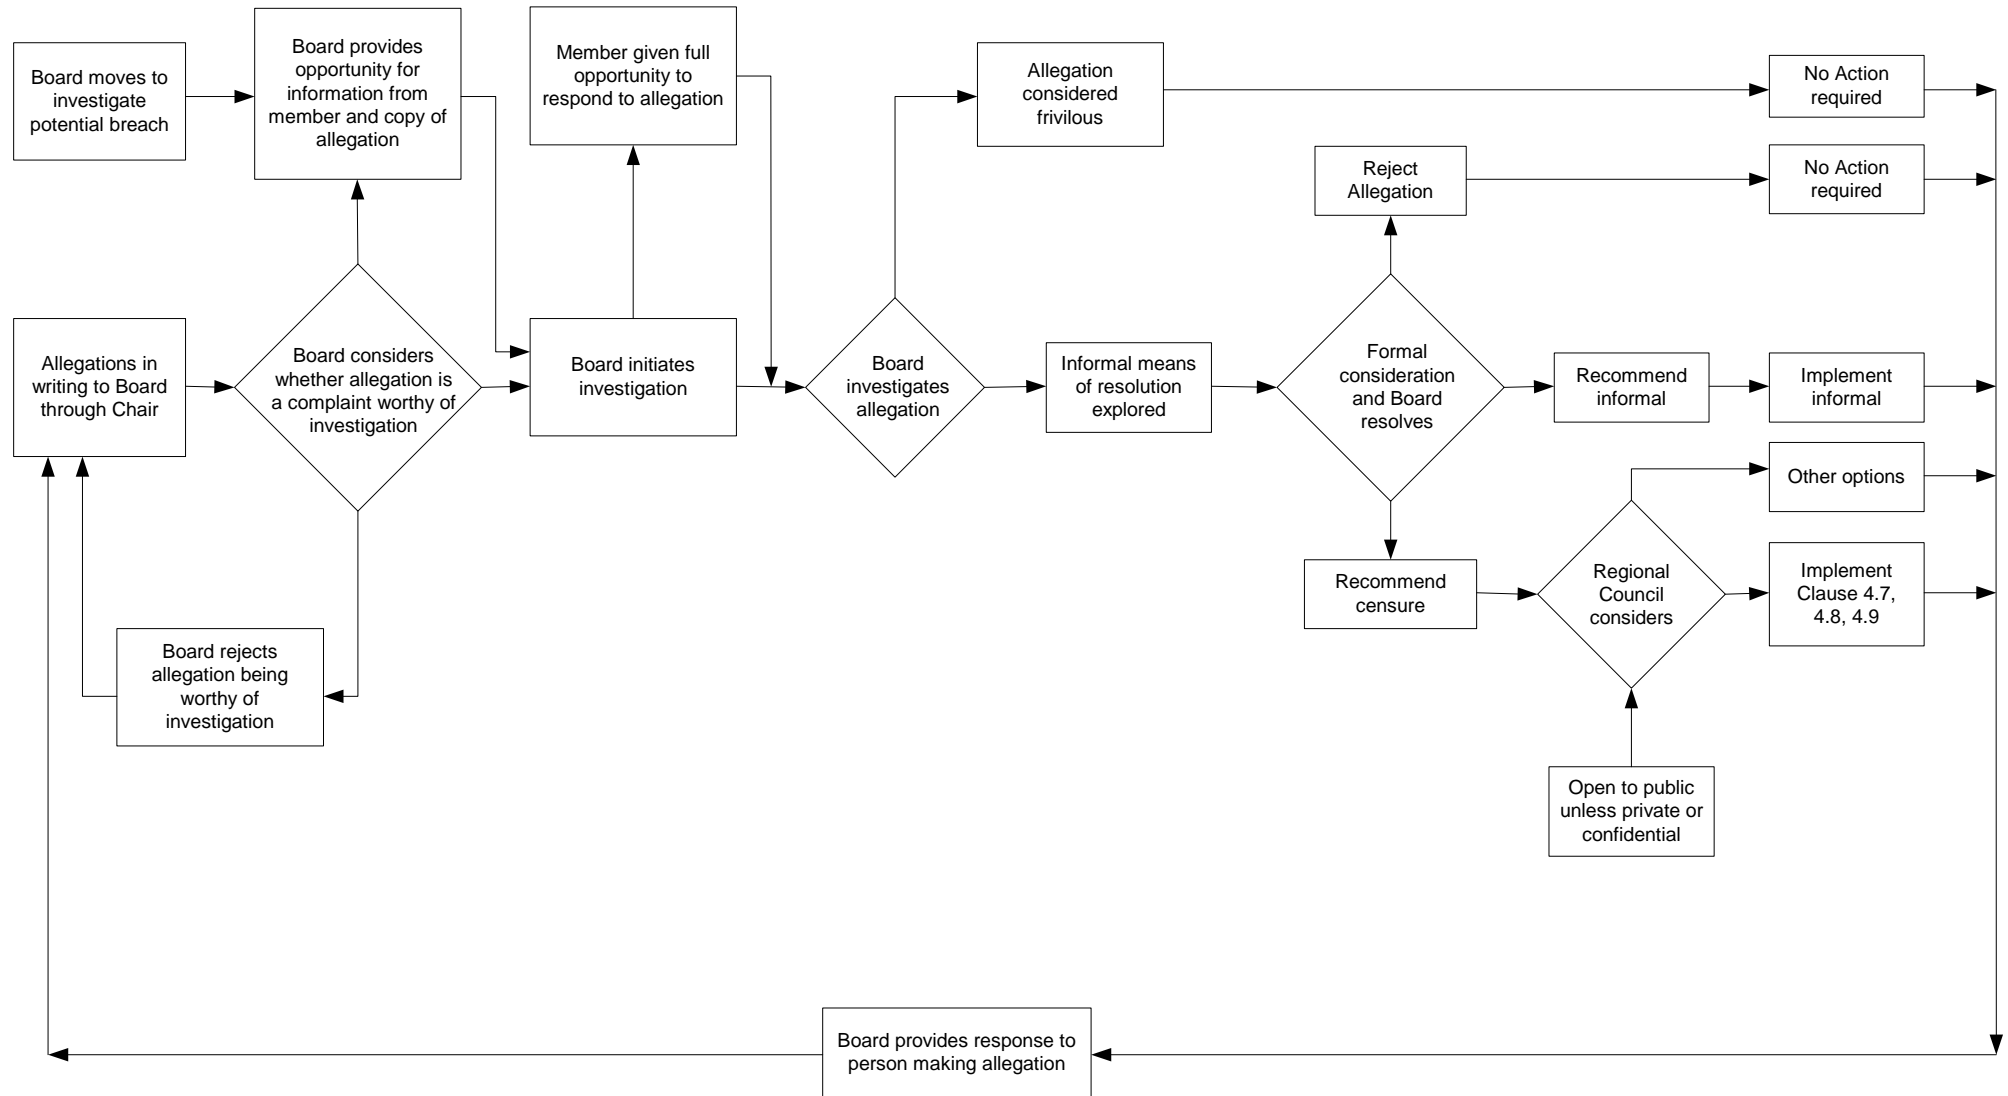 Board moves to
investigate
potential breach
Board provides
opportunity for
information from
member and copy of
allegation
Member given full
opportunity to
respond to allegation
Allegation
considered
frivilous
No Action
required
Reject
Allegation
No Action
required
Allegations in
writing to Board
through Chair
Board considers
whether allegation is
a complaint worthy of
investigation
Board initiates
investigation
Board
investigates
allegation
Informal means
of resolution
explored
Formal
consideration
and Board
resolves
Recommend
informal
Implement
informal
Other options
Recommend
censure
Regional
Council
considers
Implement
Clause 4.7,
4.8, 4.9
Board rejects
allegation being
worthy of
investigation
Open to public
unless private or
confidential
Board provides response to
person making allegation